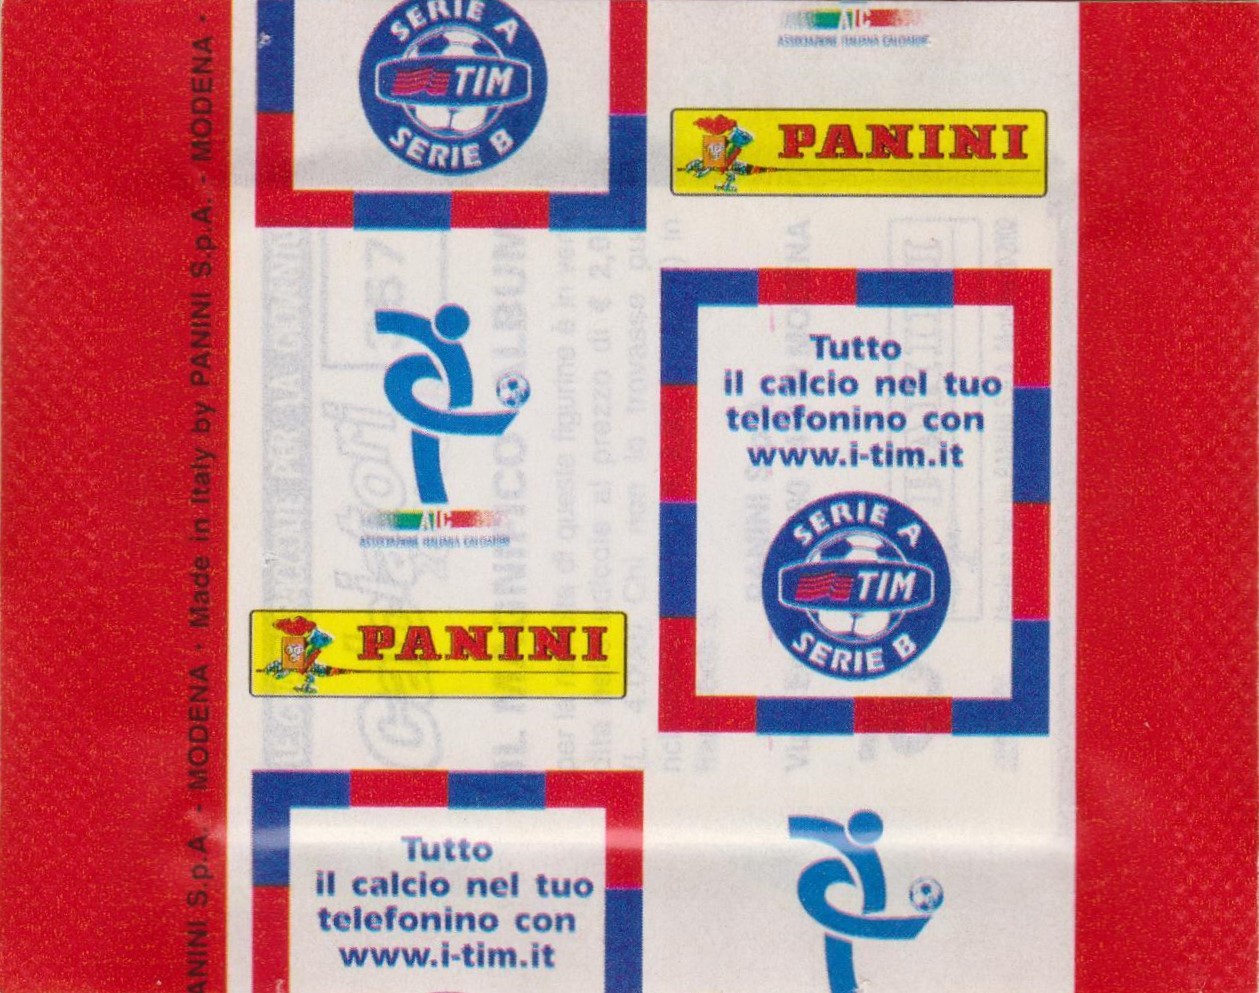 PANINI S.p.A. - MODENA · Made in Italy by PANINI S.p.A. - MODENA ·
SERIE A
TIM
SERIE B
AIC
ASSOCIAZIONE ITALIANA CALCIATORI
PANINI
Tutto
il calcio nel tuo
telefonino con
www.i-tim.it
SERIE A
TIM
SERIE B
AIC
ASSOCIAZIONE ITALIANA CALCIATORI
PANINI
Tutto
il calcio nel tuo
telefonino con
www.i-tim.it